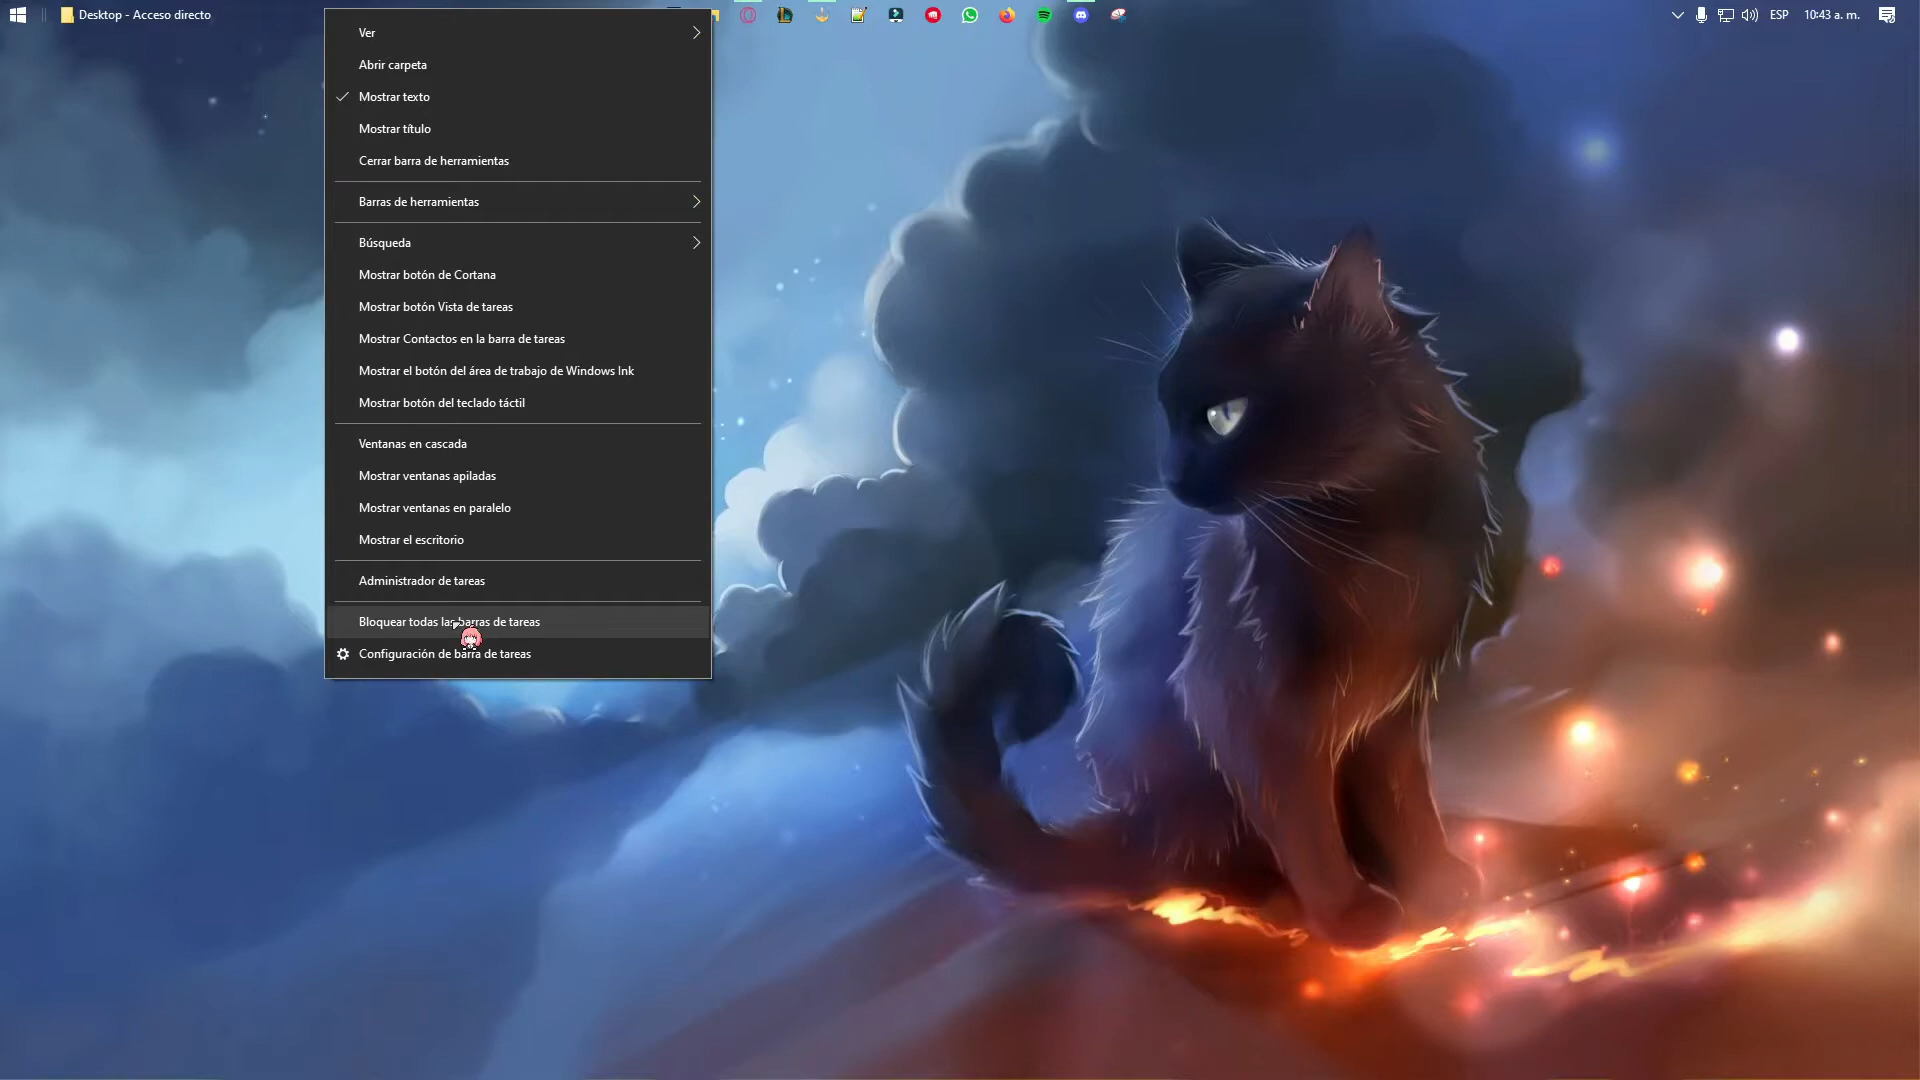 Desktop - Acceso directo
ESP
10:43 a. m.
Ver
Abrir carpeta
Mostrar texto
Mostrar título
Cerrar barra de herramientas
Barras de herramientas
Búsqueda
Mostrar botón de Cortana
Mostrar botón Vista de tareas
Mostrar Contactos en la barra de tareas
Mostrar el botón del área de trabajo de Windows Ink
Mostrar botón del teclado táctil
Ventanas en cascada
Mostrar ventanas apiladas
Mostrar ventanas en paralelo
Mostrar el escritorio
Administrador de tareas
Bloquear todas las barras de tareas
Configuración de barra de tareas